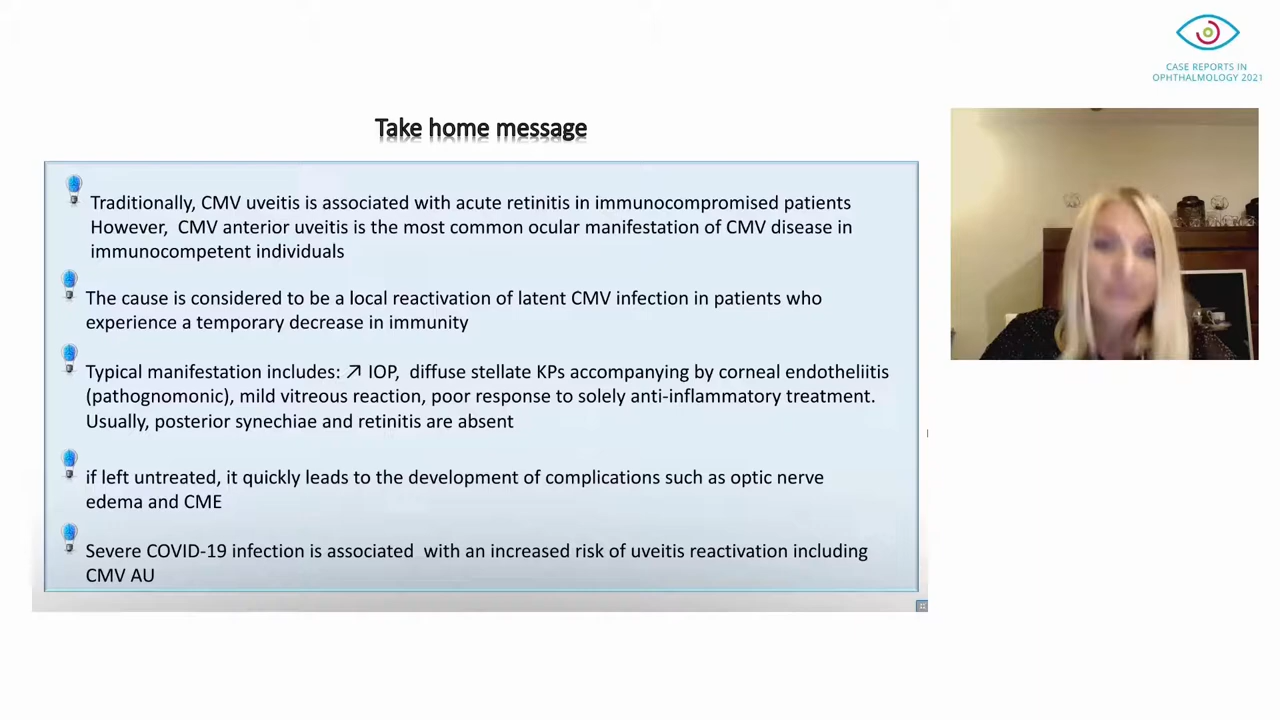 CASE REPORTS IN
OPHTHALMOLOGY 2021
Take home message
Traditionally, CMV uveitis is associated with acute retinitis in immunocompromised patients
However, CMV anterior uveitis is the most common ocular manifestation of CMV disease in
immunocompetent individuals
The cause is considered to be a local reactivation of latent CMV infection in patients who
experience a temporary decrease in immunity
Typical manifestation includes: ↗ IOP, diffuse stellate KPs accompanying by corneal endotheliitis
(pathognomonic), mild vitreous reaction, poor response to solely anti-inflammatory treatment.
Usually, posterior synechiae and retinitis are absent
if left untreated, it quickly leads to the development of complications such as optic nerve
edema and CME
Severe COVID-19 infection is associated with an increased risk of uveitis reactivation including
CMV AU